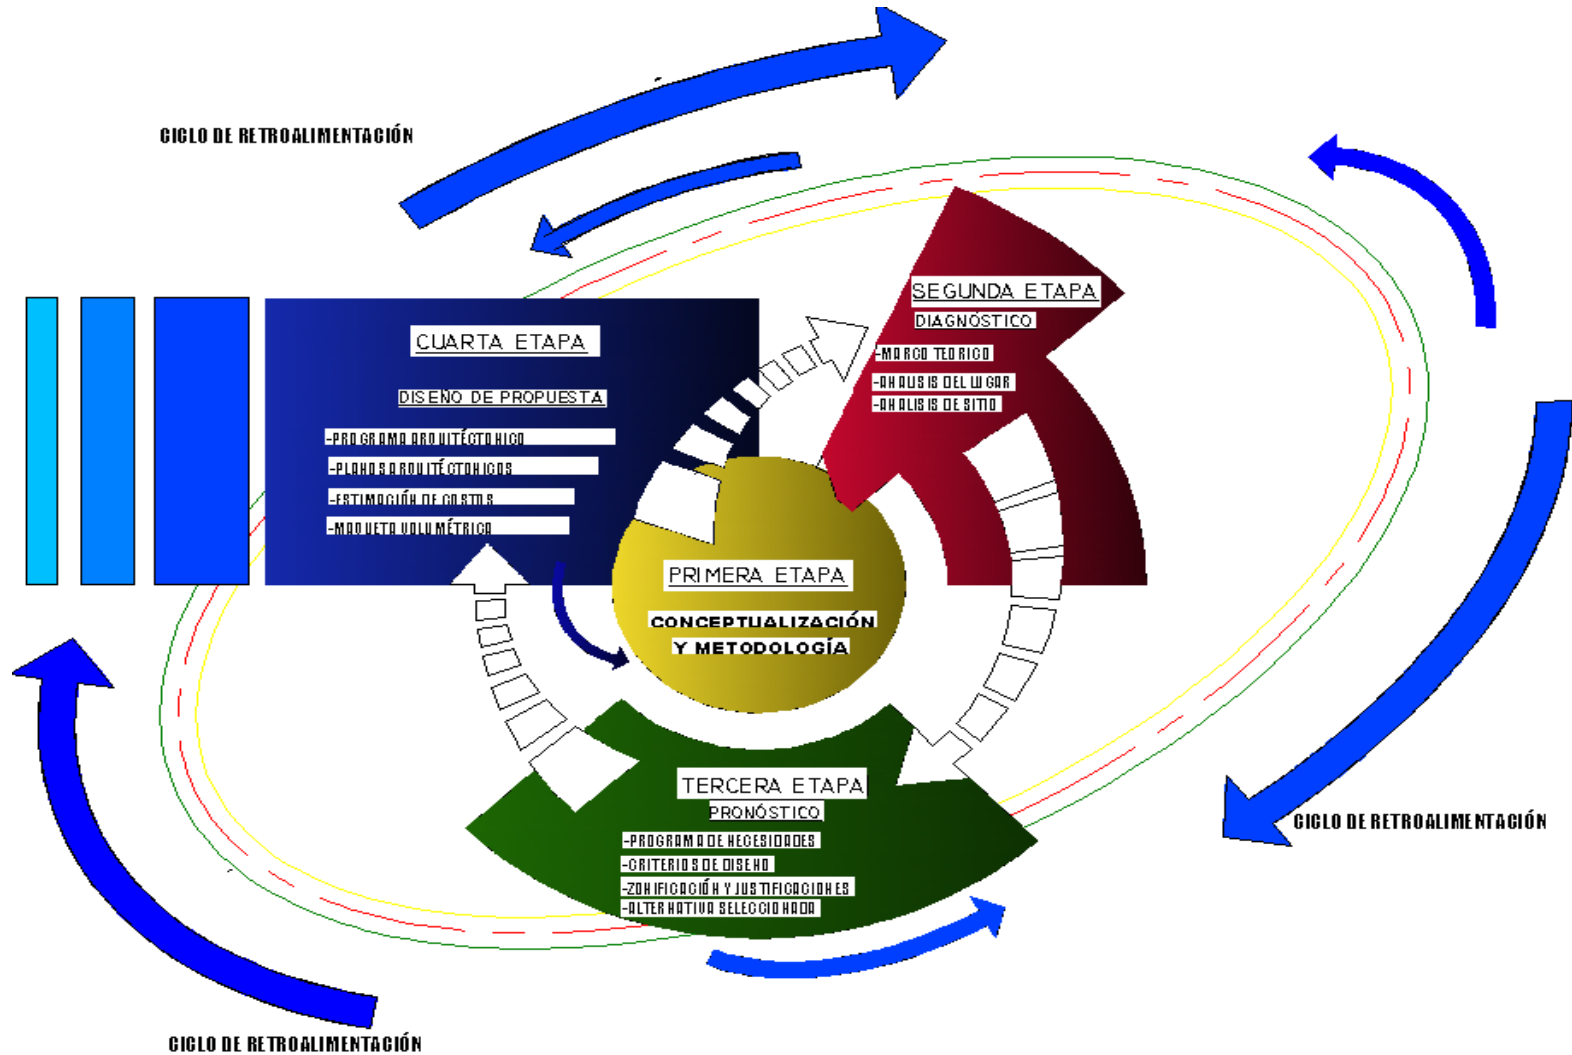 CICLO DE RETROALIMENTACIÓN
CUARTA ETAPA
DISEÑO DE PROPUESTA
-PROGRAMA ARQUITÉCTONICO
-PLANOS ARQUITÉCTONICOS
-ESTIMACIÓN DE COSTOS
-MAQUETA VOLUMÉTRICA
SEGUNDA ETAPA
DIAGNÓSTICO
-MARCO TEORICO
-ANALISIS DEL LUGAR
-ANALISIS DE SITIO
PRIMERA ETAPA
CONCEPTUALIZACIÓN
Y METODOLOGÍA
TERCERA ETAPA
PRONÓSTICO
-PROGRAMA DE NECESIDADES
-CRITERIOS DE DISENO
-ZONIFICACIÓN Y JUSTIFICACIONES
-ALTERNATIVA SELECCIONADA
CICLO DE RETROALIMENTACIÓN
CICLO DE RETROALIMENTACIÓN